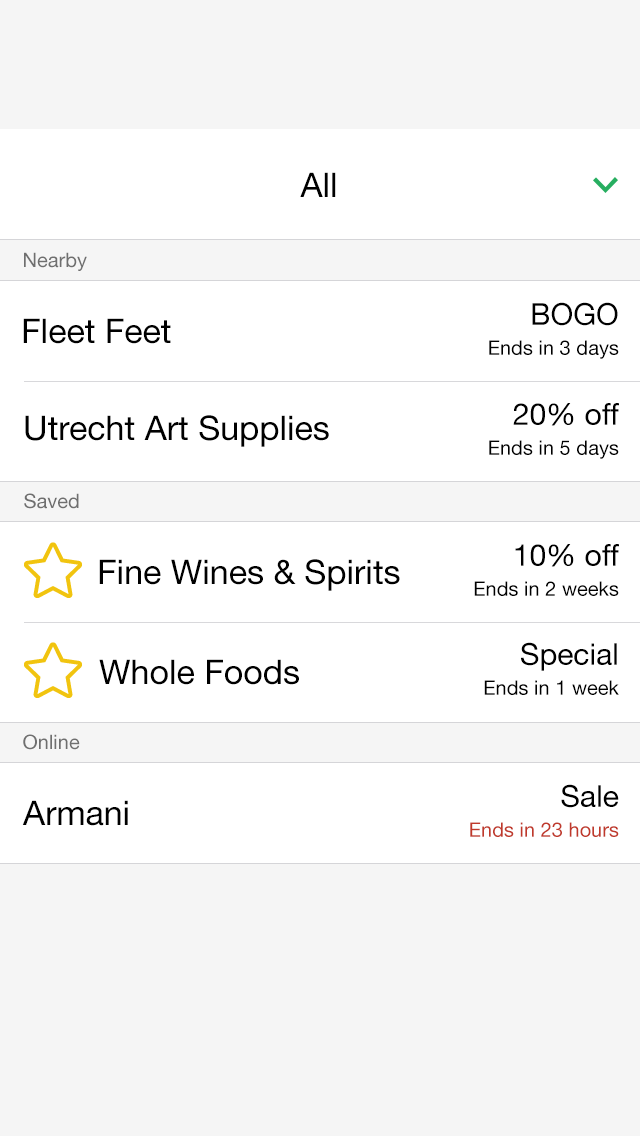 All
Nearby
Fleet Feet
BOGO
Ends in 3 days
Utrecht Art Supplies
20% off
Ends in 5 days
Saved
Fine Wines & Spirits
10% off
Ends in 2 weeks
Whole Foods
Special
Ends in 1 week
Online
Armani
Sale
Ends in 23 hours